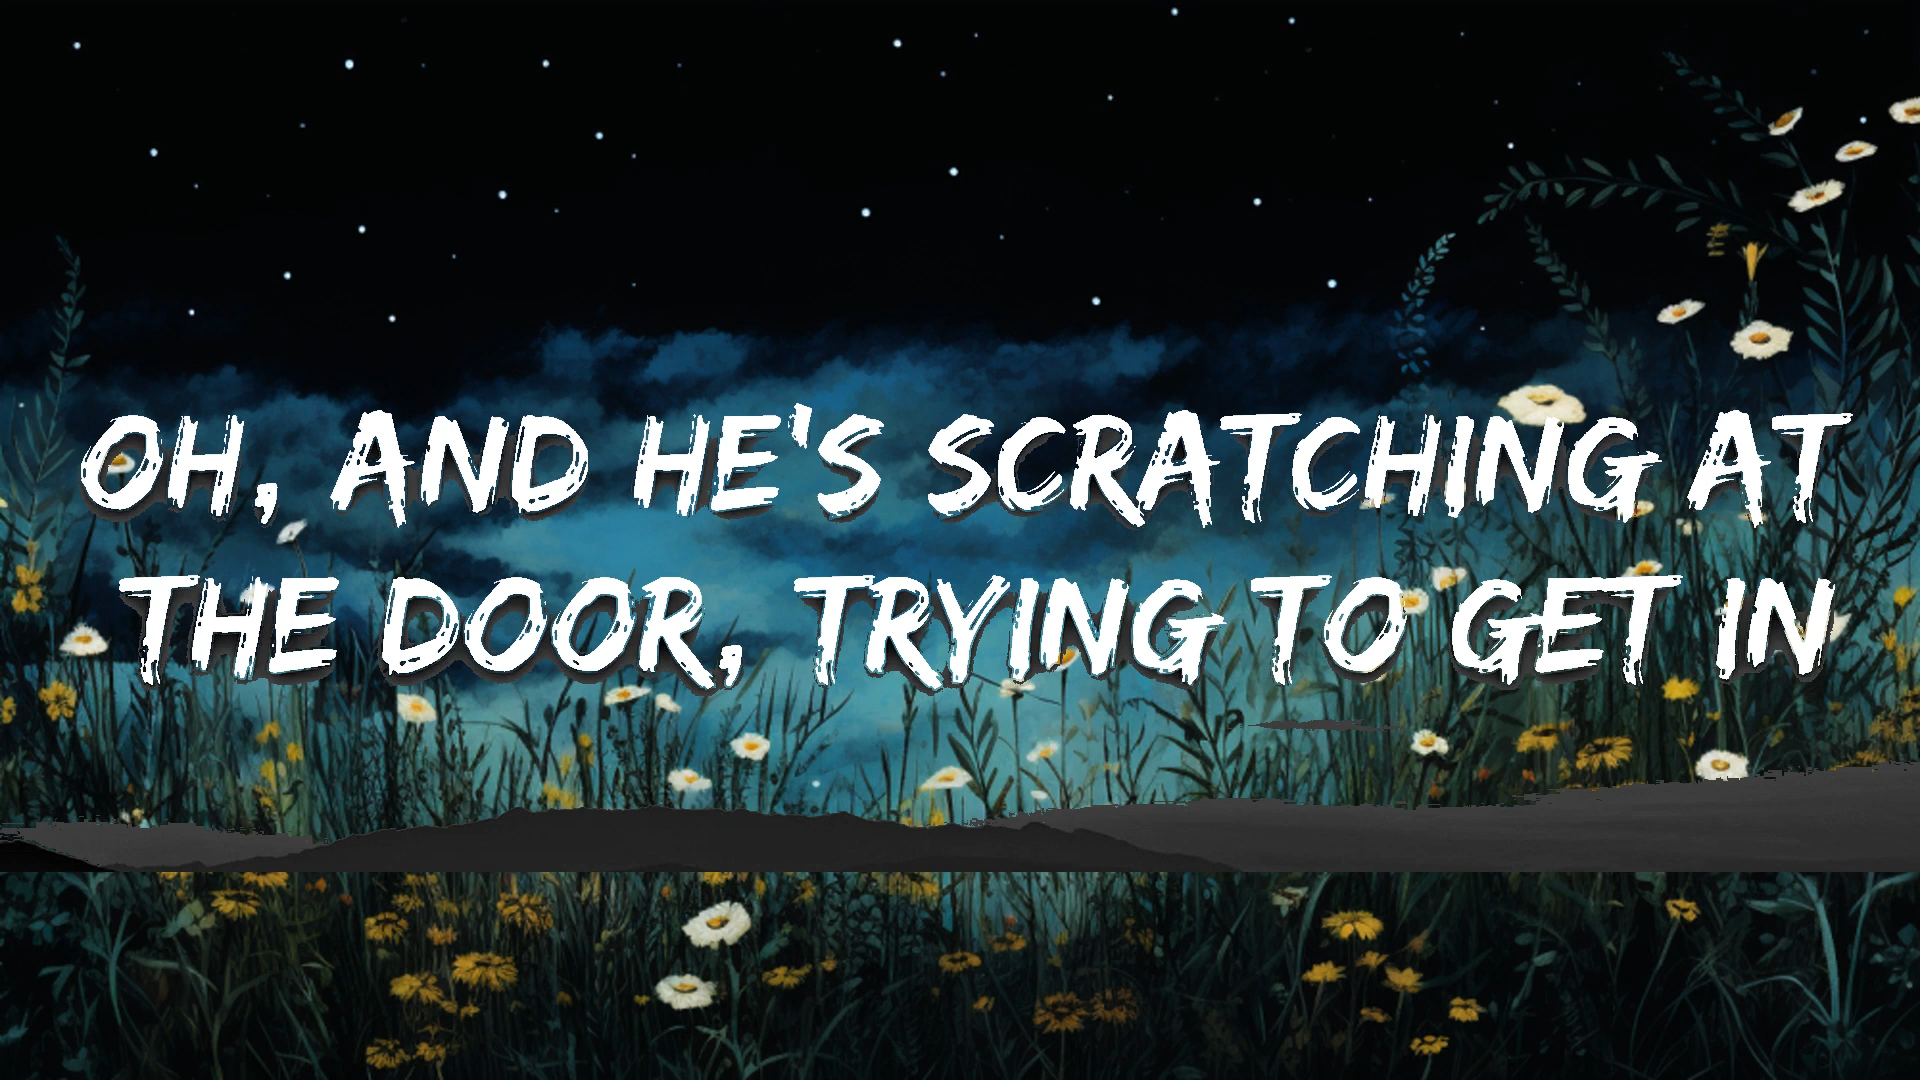 OH, AND HE'S SCRATCHING AT
THE DOOR, TRYING TO GET IN